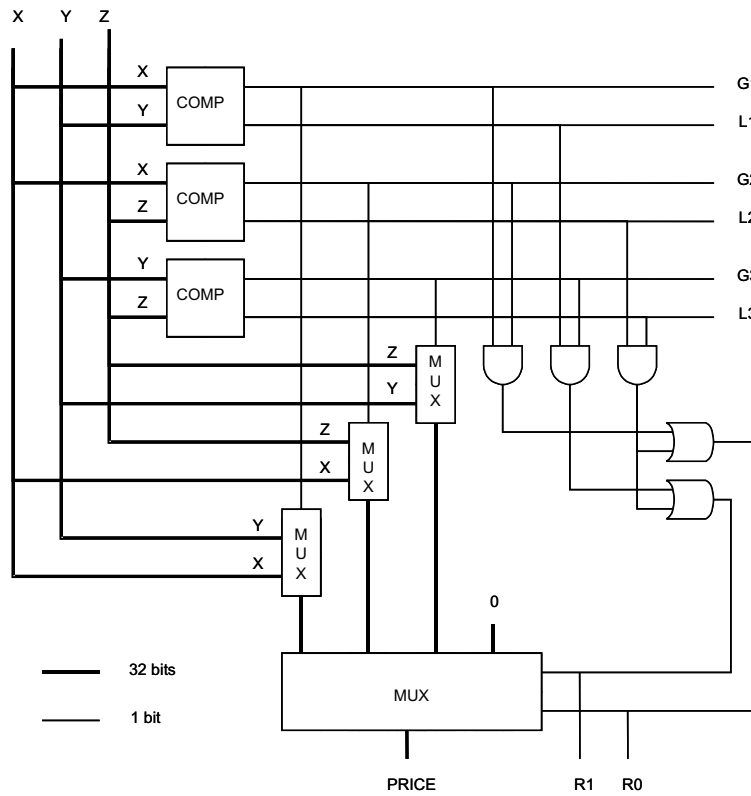 X Y Z
X
COMP
G
Y
L1
X
COMP
G2
Z
L2
Y
COMP
G3
Z
L3
Z
Y
MUX
Z
X
MUX
Y
X
MUX
0
32 bits
MUX
1 bit
PRICE R1 R0